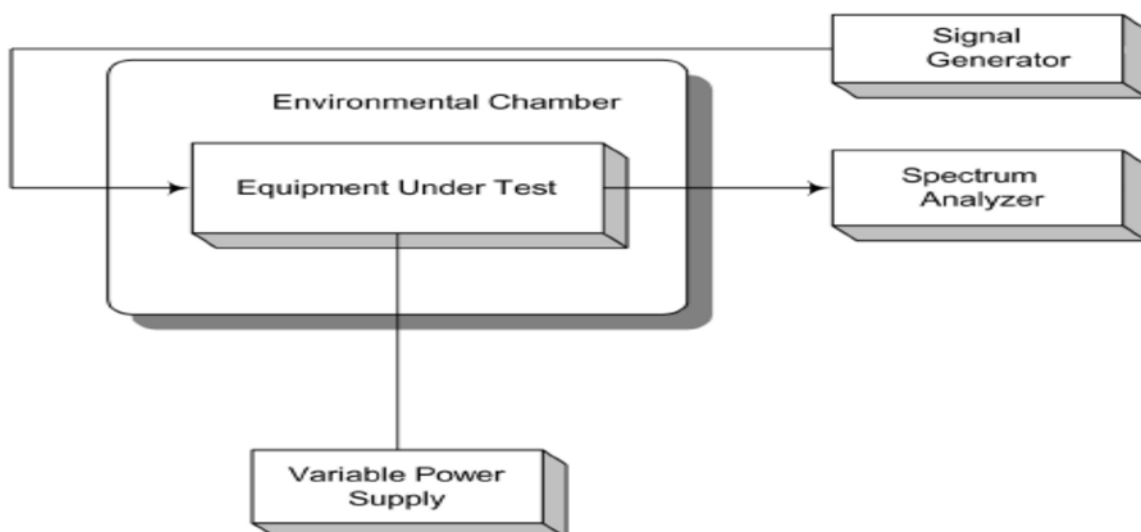 Signal
Generator
Environmental Chamber
Equipment Under Test
Spectrum
Analyzer
Variable Power
Supply